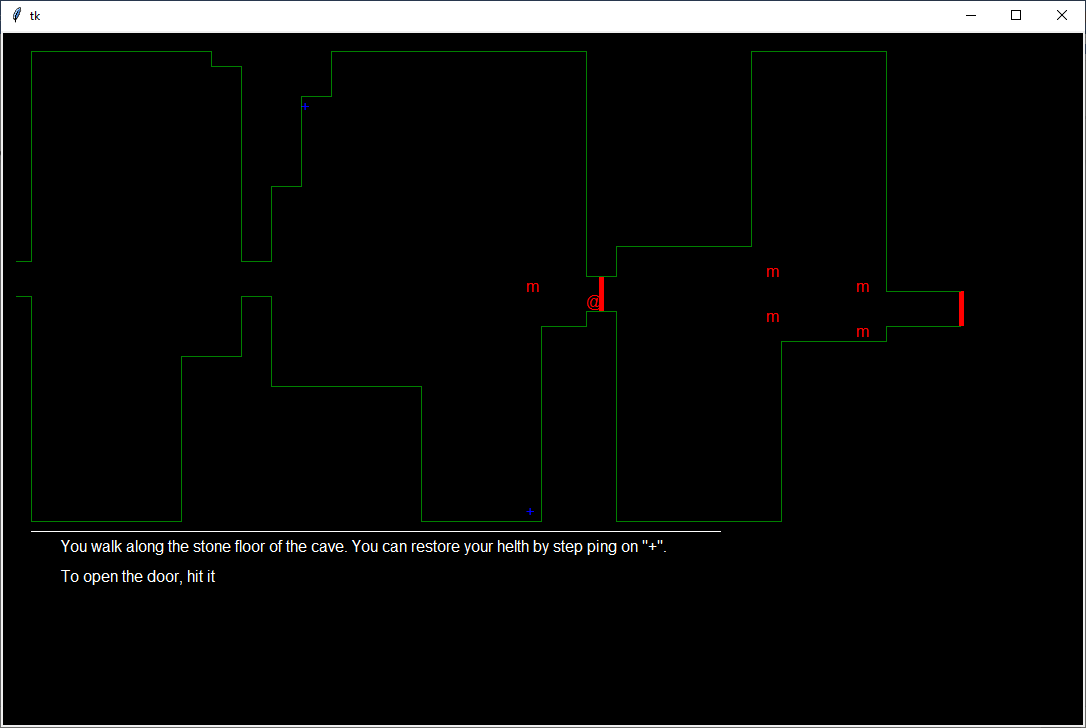 tk
+
m
m
m
@
m
m
+
You walk along the stone floor of the cave. You can restore your helth by step ping on "+".
To open the door, hit it